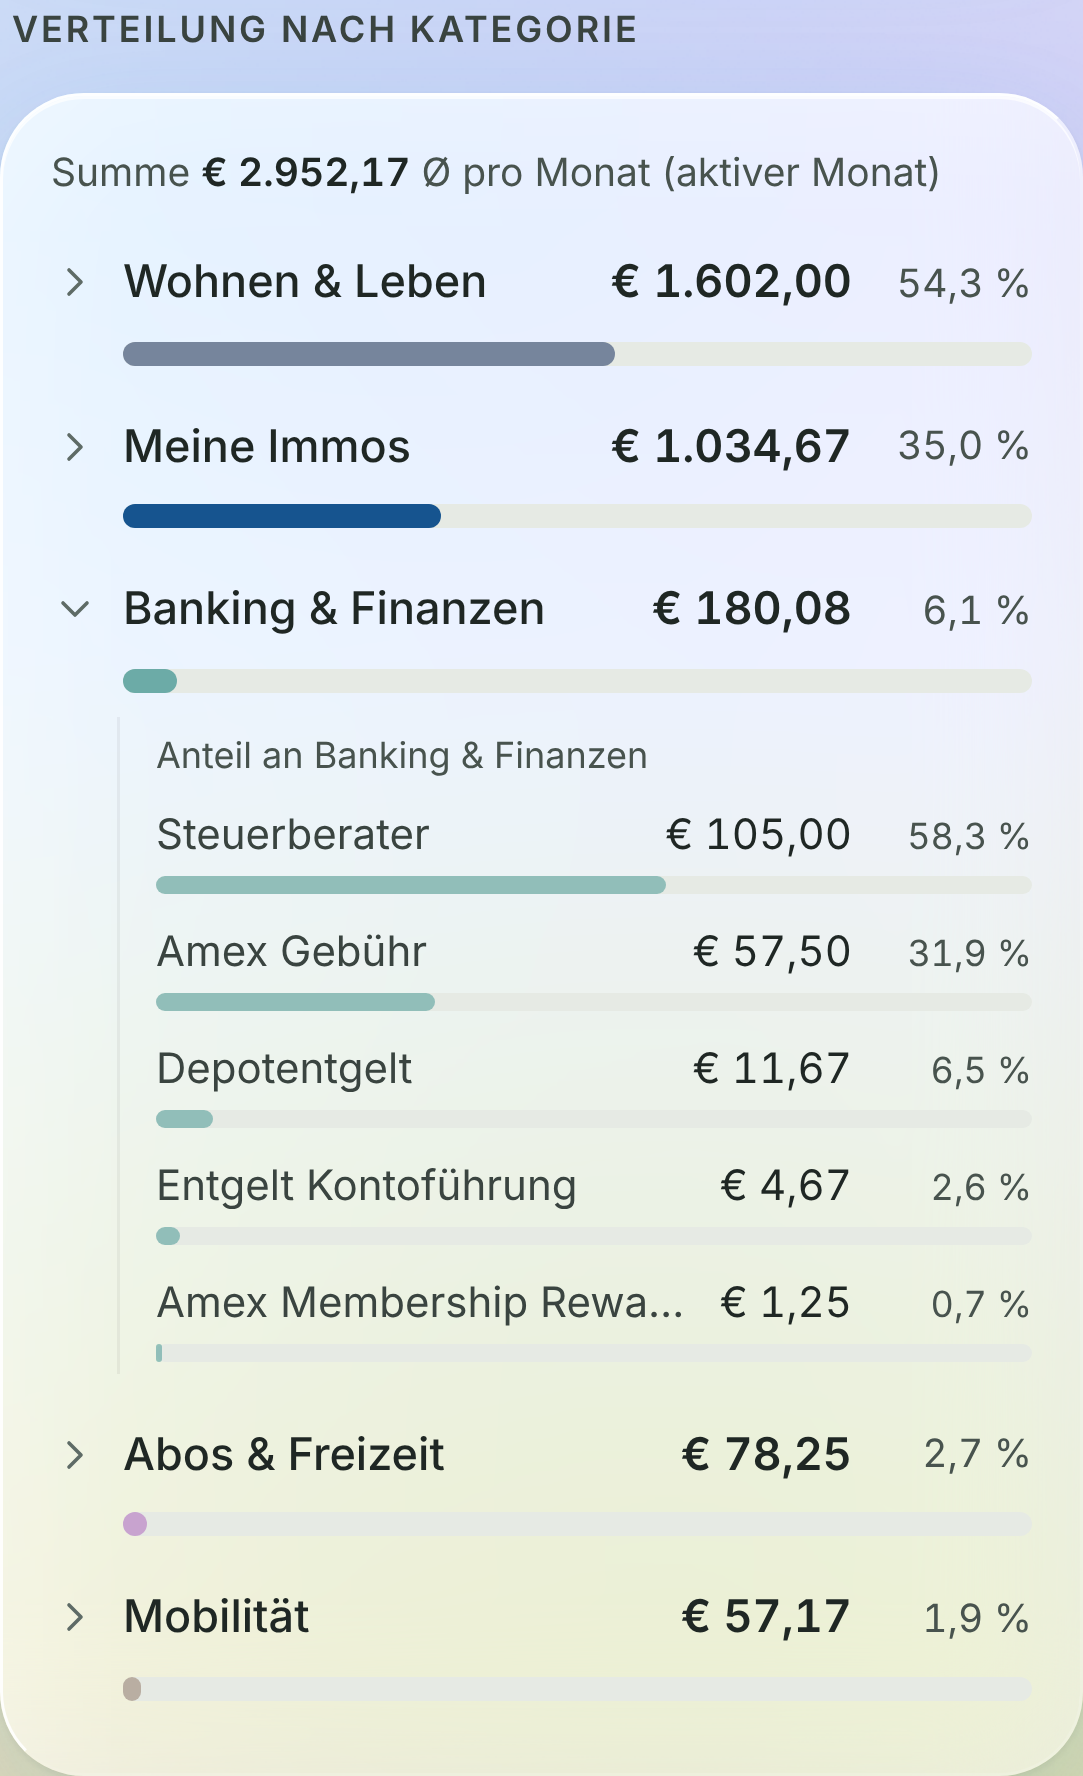 VERTEILUNG NACH KATEGORIE
Summe € 2.952,17 Ø pro Monat (aktiver Monat)
Wohnen & Leben € 1.602,00 54,3 %
Meine Immos € 1.034,67 35,0 %
Banking & Finanzen € 180,08 6,1 %
Anteil an Banking & Finanzen
Steuerberater € 105,00 58,3 %
Amex Gebühr € 57,50 31,9 %
Depotentgelt € 11,67 6,5 %
Entgelt Kontoführung € 4,67 2,6 %
Amex Membership Rewa... € 1,25 0,7 %
Abos & Freizeit € 78,25 2,7 %
Mobilität € 57,17 1,9 %